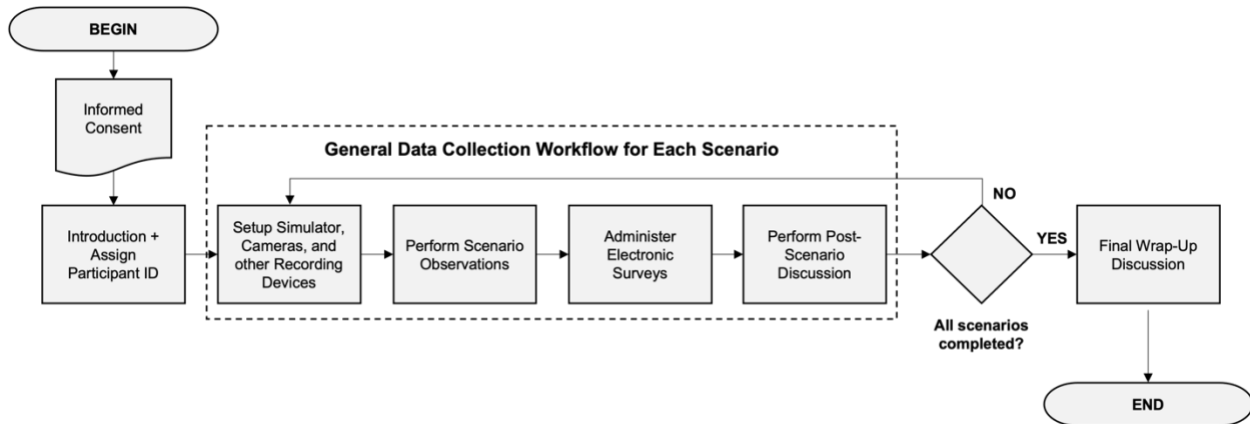 BEGIN
Informed
Consent
General Data Collection Workflow for Each Scenario
NO
Introduction +
Assign
Participant ID
Setup Simulator,
Cameras, and
other Recording
Devices
Perform Scenario
Observations
Administer
Electronic
Surveys
Perform Post-
Scenario
Discussion
YES
Final Wrap-Up
Discussion
All scenarios
completed?
END